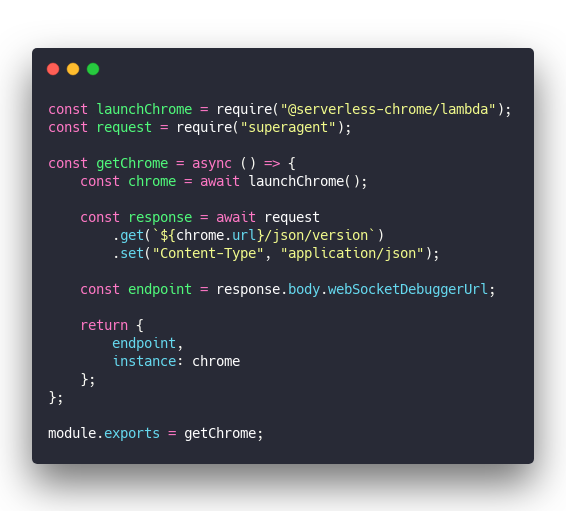 const launchChrome = require("@serverless-chrome/lambda");
const request = require("superagent");

const getChrome = async () => {
    const chrome = await launchChrome();

    const response = await request
        .get(`${chrome.url}/json/version`)
        .set("Content-Type", "application/json");

    const endpoint = response.body.webSocketDebuggerUrl;

    return {
        endpoint,
        instance: chrome
    };
};

module.exports = getChrome;